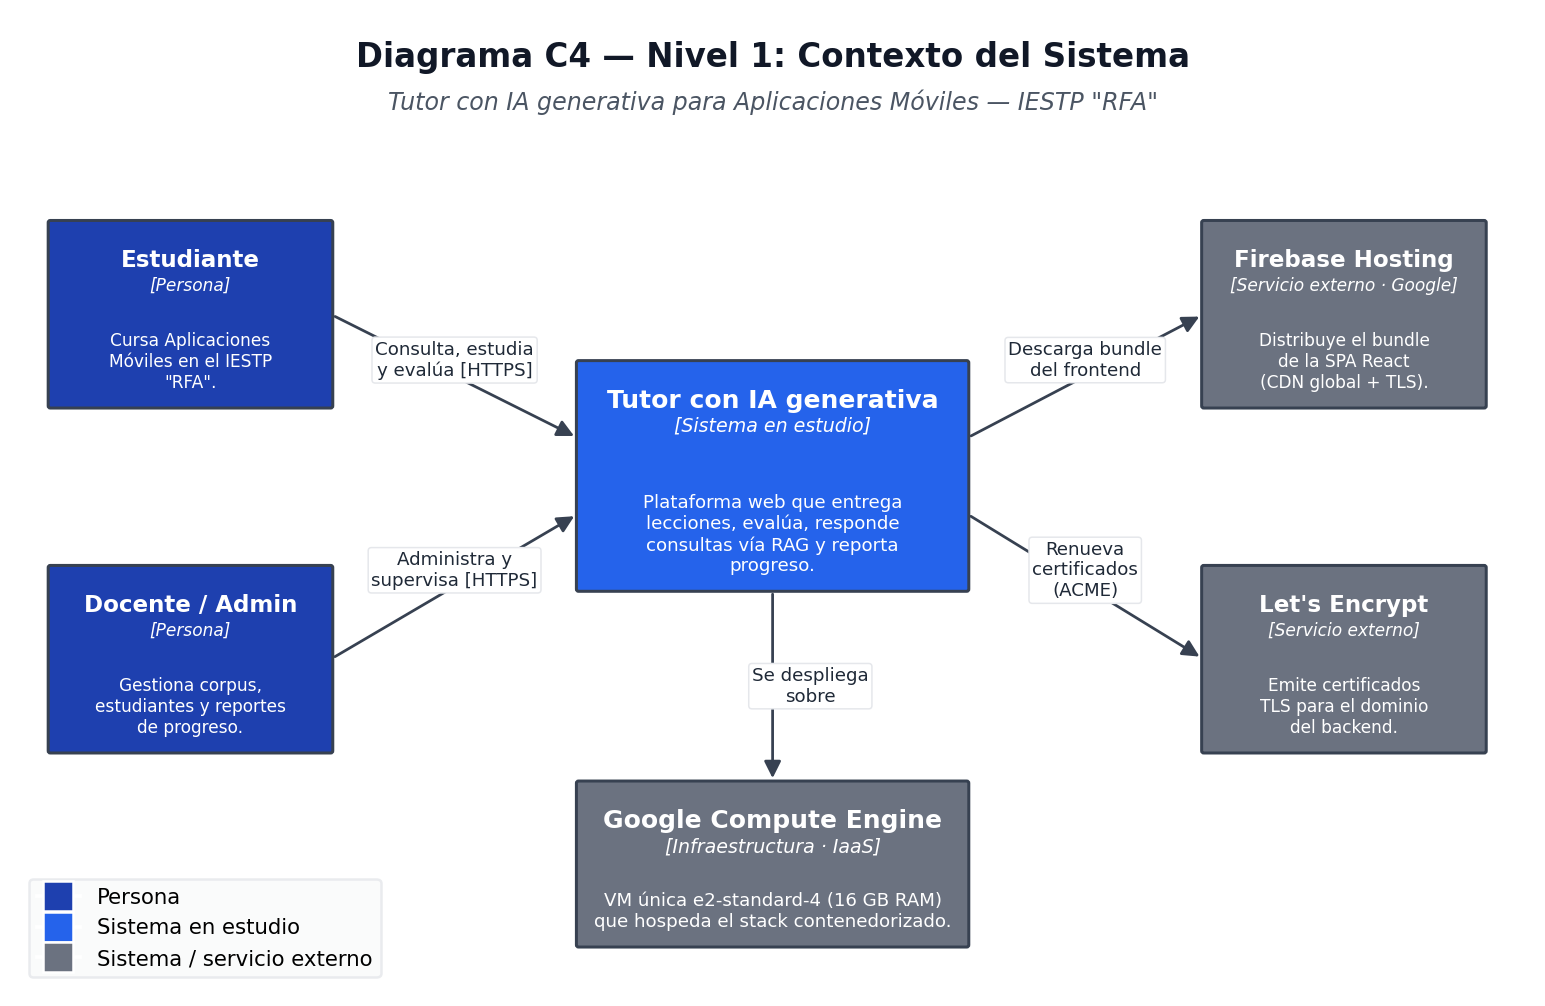 Diagrama C4 — Nivel 1: Contexto del Sistema
Tutor con IA generativa para Aplicaciones Móviles — IESTP "RFA"
Estudiante
[Persona]
Cursa Aplicaciones
Móviles en el IESTP
"RFA".
Consulta, estudia
y evalúa [HTTPS]
Docente / Admin
[Persona]
Gestiona corpus,
estudiantes y reportes
de progreso.
Administra y
supervisa [HTTPS]
Tutor con IA generativa
[Sistema en estudio]
Plataforma web que entrega
lecciones, evalúa, responde
consultas vía RAG y reporta
progreso.
Descarga bundle
del frontend
Firebase Hosting
[Servicio externo · Google]
Distribuye el bundle
de la SPA React
(CDN global + TLS).
Renueva
certificados
(ACME)
Let's Encrypt
[Servicio externo]
Emite certificados
TLS para el dominio
del backend.
Se despliega
sobre
Google Compute Engine
[Infraestructura · IaaS]
VM única e2-standard-4 (16 GB RAM)
que hospeda el stack contenedorizado.
Persona
Sistema en estudio
Sistema / servicio externo